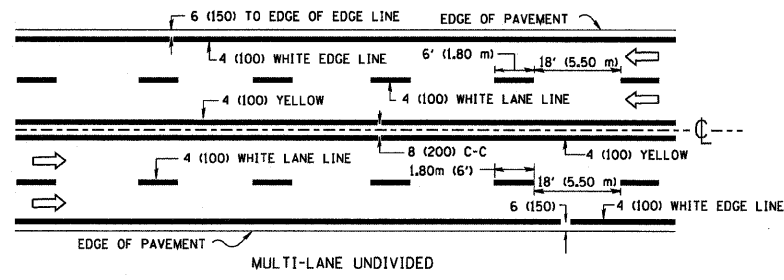 6 (150) TO EDGE OF EDGE LINE
EDGE OF PAVEMENT
4 (100) WHITE EDGE LINE
6' (1.80 m)
18' (5.50 m)
4 (100) YELLOW
4 (100) WHITE LANE LINE
℄
4 (100) WHITE LANE LINE
8 (200) C-C
4 (100) YELLOW
1.80m (6')
18' (5.50 m)
6 (150)
4 (100) WHITE EDGE LINE
EDGE OF PAVEMENT
MULTI-LANE UNDIVIDED